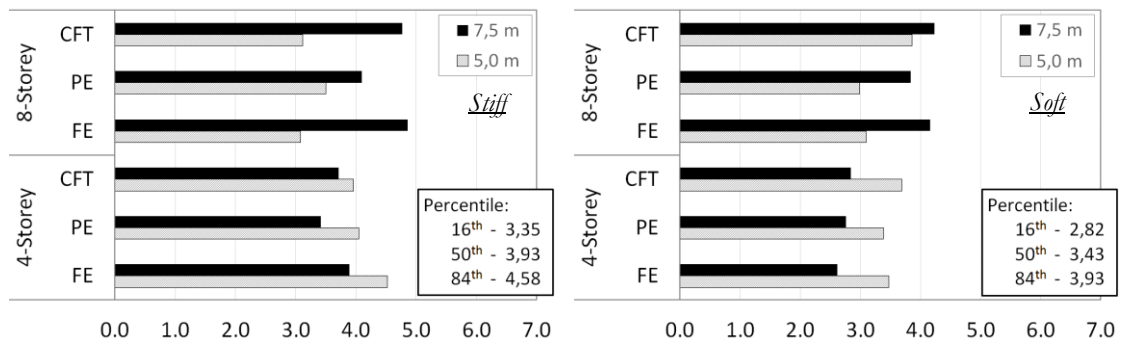 8-Storey
CFT
PE
FE
4-Storey
CFT
PE
FE
7,5 m
5,0 m
Stiff
Percentile:
16th - 3,35
50th - 3,93
84th - 4,58
0.0 1.0 2.0 3.0 4.0 5.0 6.0 7.0
8-Storey
CFT
PE
FE
4-Storey
CFT
PE
FE
7,5 m
5,0 m
Soft
Percentile:
16th - 2,82
50th - 3,43
84th - 3,93
0.0 1.0 2.0 3.0 4.0 5.0 6.0 7.0